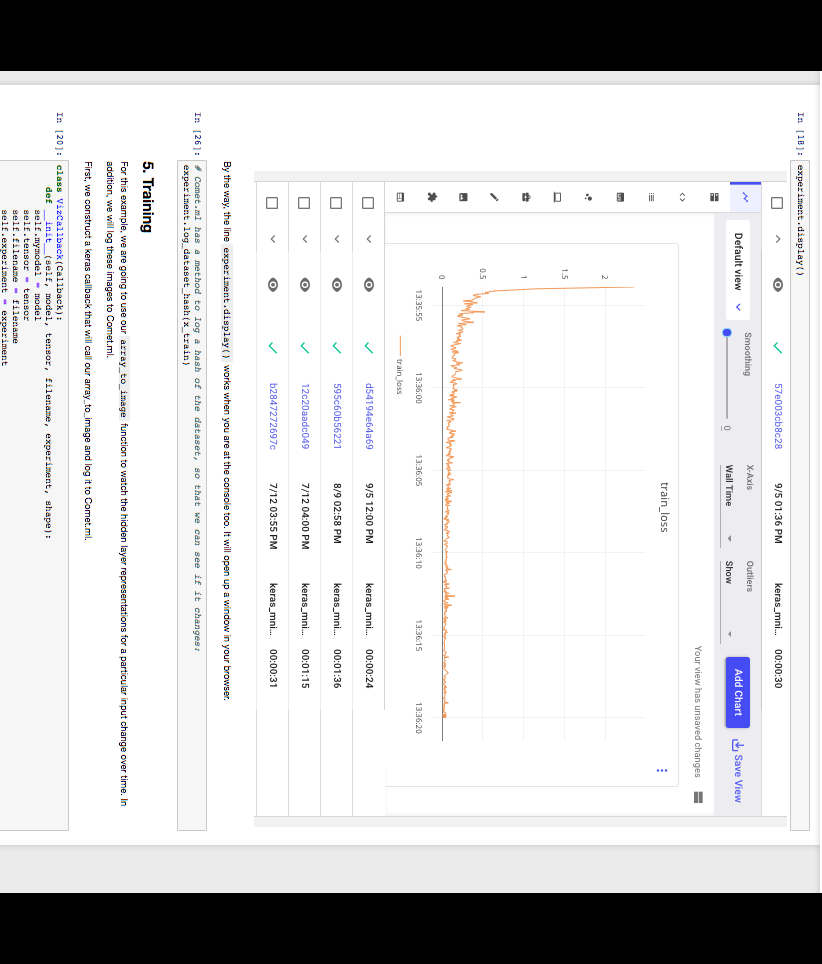 In [18]: experiment.display()
57e003cb8c28 9/5 01:36 PM keras_mni... 00:00:30
Default view Smoothing 0 X-Axis Wall Time Outliers Show Add Chart Save View
Your view has unsaved changes
train_loss
2
1.5
1
0.5
0
13:35:55 13:36:00 13:36:05 13:36:10 13:36:15 13:36:20
train_loss
d54194e64a69 9/5 12:00 PM keras_mni... 00:00:24
595c60b56221 8/9 02:58 PM keras_mni... 00:01:36
12c20aadc049 7/12 04:00 PM keras_mni... 00:01:15
b2847272697c 7/12 03:55 PM keras_mni... 00:00:31
By the way, the line experiment.display() works when you are at the console too. It will open up a window in your browser.
In [26]: # Comet.ml has a method to log a hash of the dataset, so that we can see if it changes:
experiment.log_dataset_hash(x_train)
5. Training
For this example, we are going to use our array_to_image function to watch the hidden layer representations for a particular input change over time. In
addition, we will log these images to Comet.ml.
First, we construct a keras callback that will call our array_to_image and log it to Comet.ml.
In [20]: class VizCallback(Callback):
def __init__(self, model, tensor, filename, experiment, shape):
self.mymodel = model
self.tensor = tensor
self.filename = filename
self.experiment = experiment